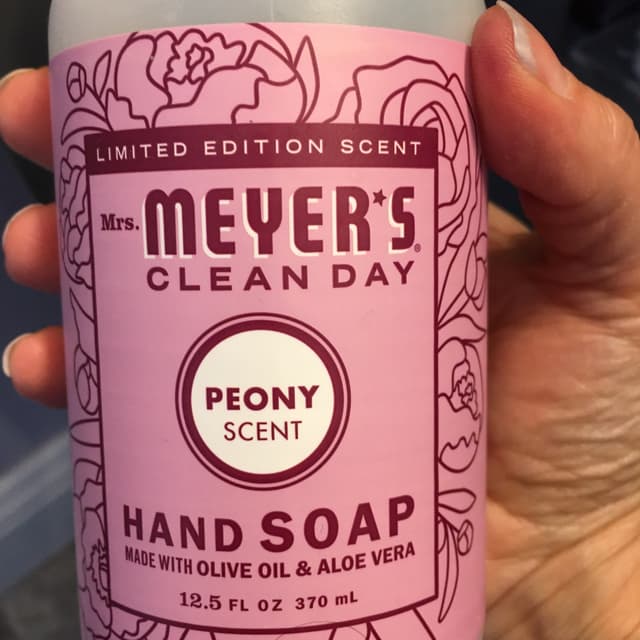 LIMITED EDITION SCENT
Mrs. MEYER'S®
CLEAN DAY
PEONY
SCENT
HAND SOAP
MADE WITH OLIVE OIL & ALOE VERA
12.5 FL OZ 370 mL